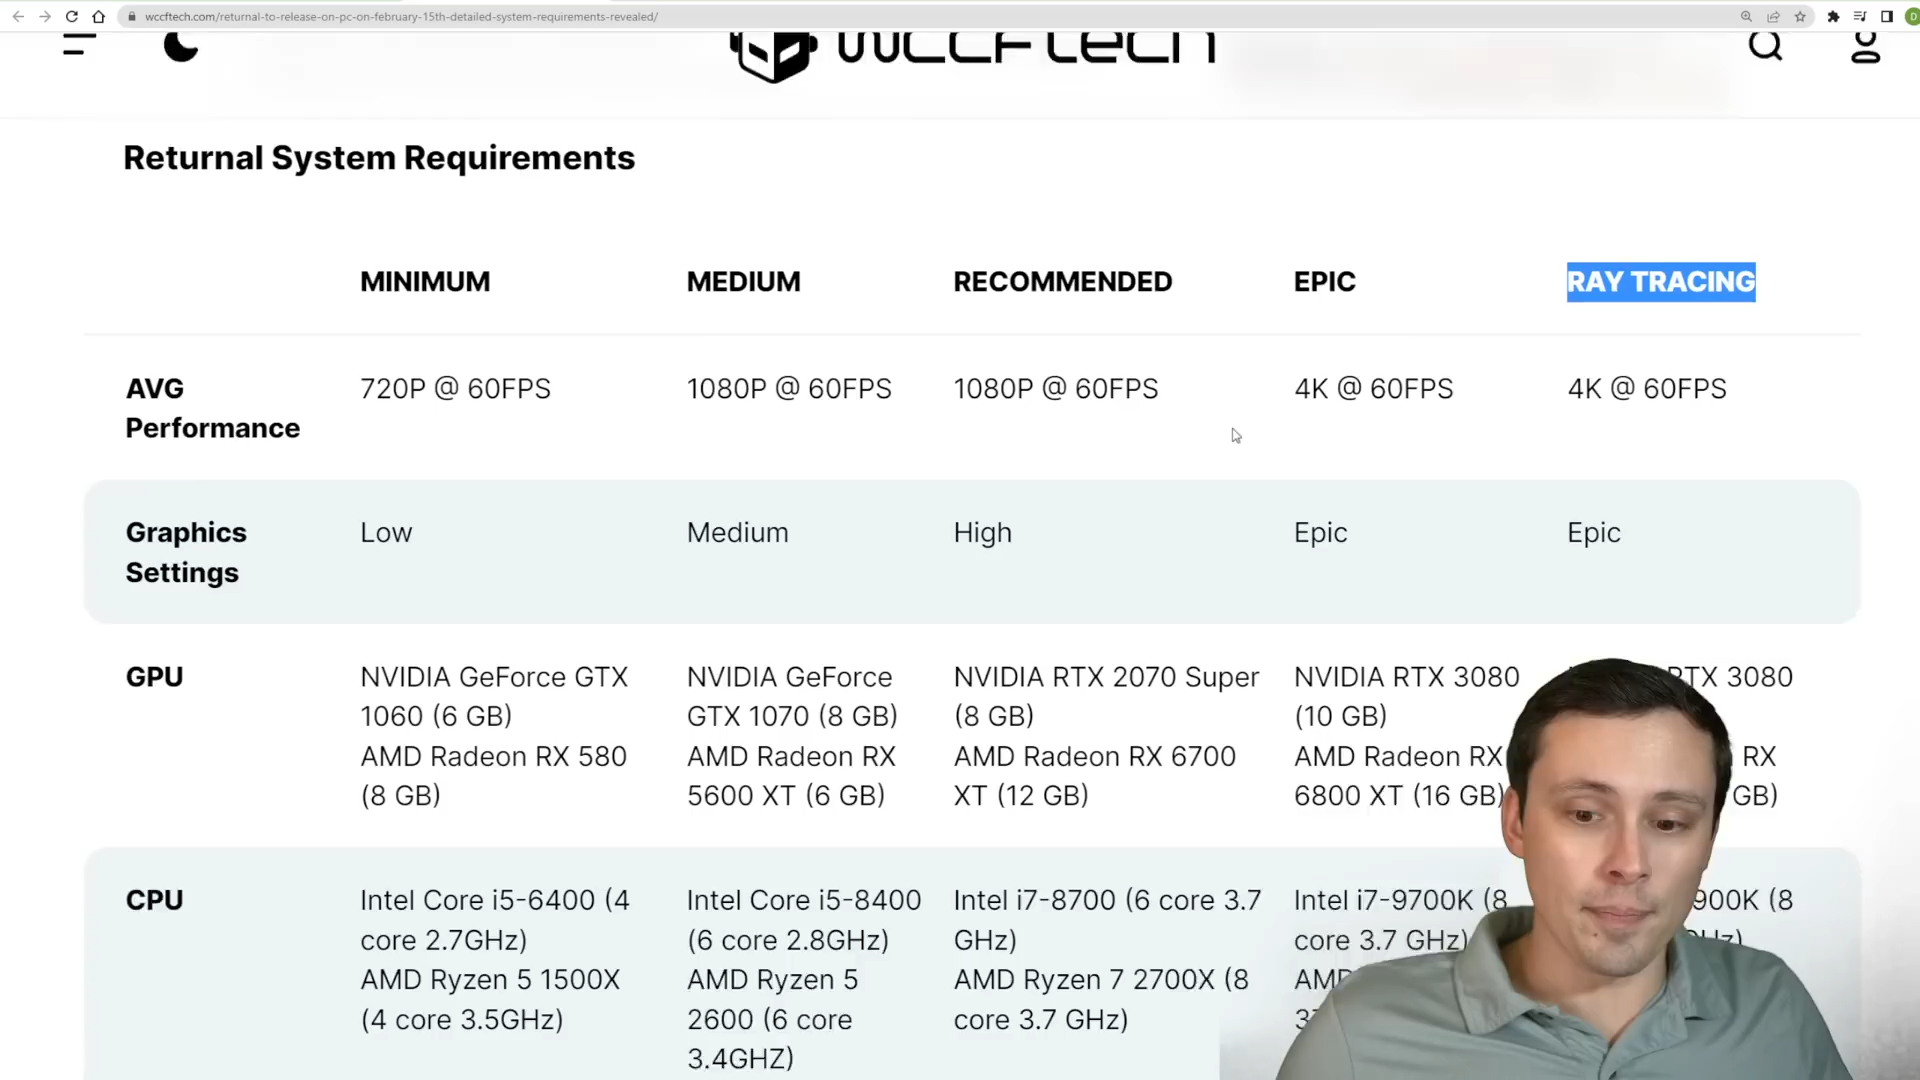 wccftech.com/returnal-to-release-on-pc-on-february-15th-detailed-system-requirements-revealed/
D
wccftech
Returnal System Requirements
MINIMUM MEDIUM RECOMMENDED EPIC RAY TRACING
AVG Performance
720P @ 60FPS 1080P @ 60FPS 1080P @ 60FPS 4K @ 60FPS 4K @ 60FPS
Graphics Settings
Low Medium High Epic Epic
GPU
NVIDIA GeForce GTX
1060 (6 GB)
AMD Radeon RX 580
(8 GB)
NVIDIA GeForce
GTX 1070 (8 GB)
AMD Radeon RX
5600 XT (6 GB)
NVIDIA RTX 2070 Super
(8 GB)
AMD Radeon RX 6700
XT (12 GB)
NVIDIA RTX 3080
(10 GB)
AMD Radeon RX
6800 XT (16 GB)
RTX 3080
RX
GB)
CPU
Intel Core i5-6400 (4
core 2.7GHz)
AMD Ryzen 5 1500X
(4 core 3.5GHz)
Intel Core i5-8400
(6 core 2.8GHz)
AMD Ryzen 5
2600 (6 core
3.4GHZ)
Intel i7-8700 (6 core 3.7
GHz)
AMD Ryzen 7 2700X (8
core 3.7 GHz)
Intel i7-9700K (8
core 3.7 GHz)
AMD
900K (8